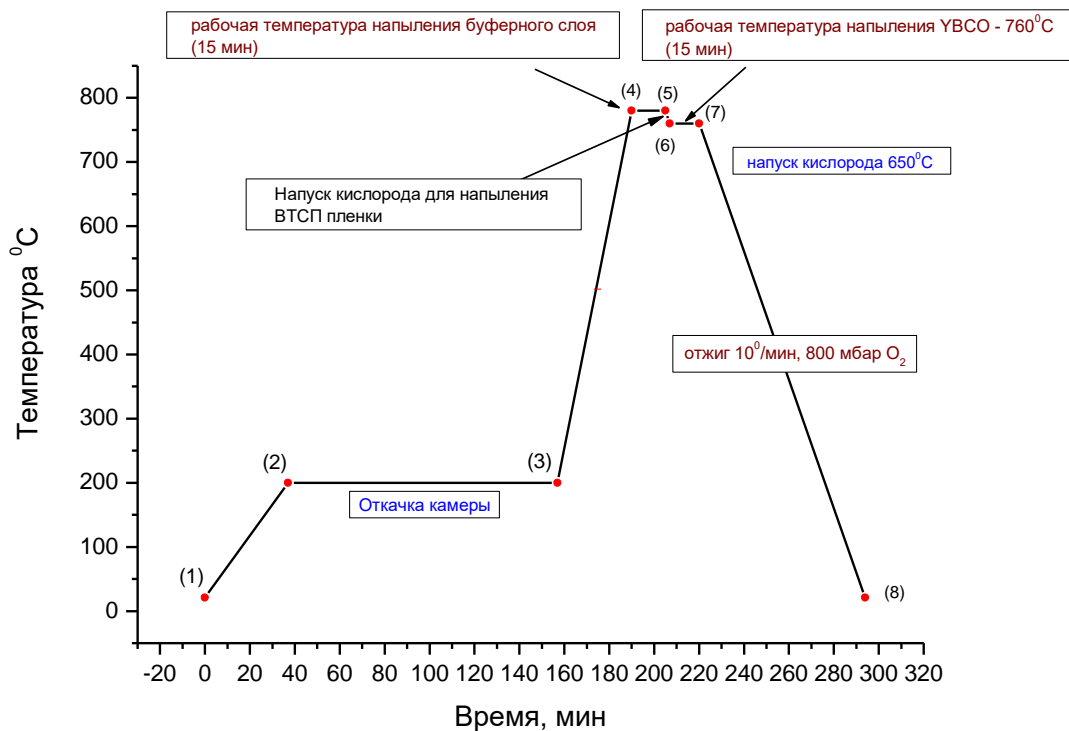 рабочая температура напыления буферного слоя
(15 мин)
рабочая температура напыления YBCO - 760⁰C
(15 мин)
800
700
600
500
400
300
200
100
0
Температура ⁰C
(4)
(5)
(6)
(7)
напуск кислорода 650⁰C
Напуск кислорода для напыления
ВТСП пленки
отжиг 10⁰/мин, 800 мбар O₂
(2)
(3)
Откачка камеры
(1)
(8)
-20 0 20 40 60 80 100 120 140 160 180 200 220 240 260 280 300 320
Время, мин